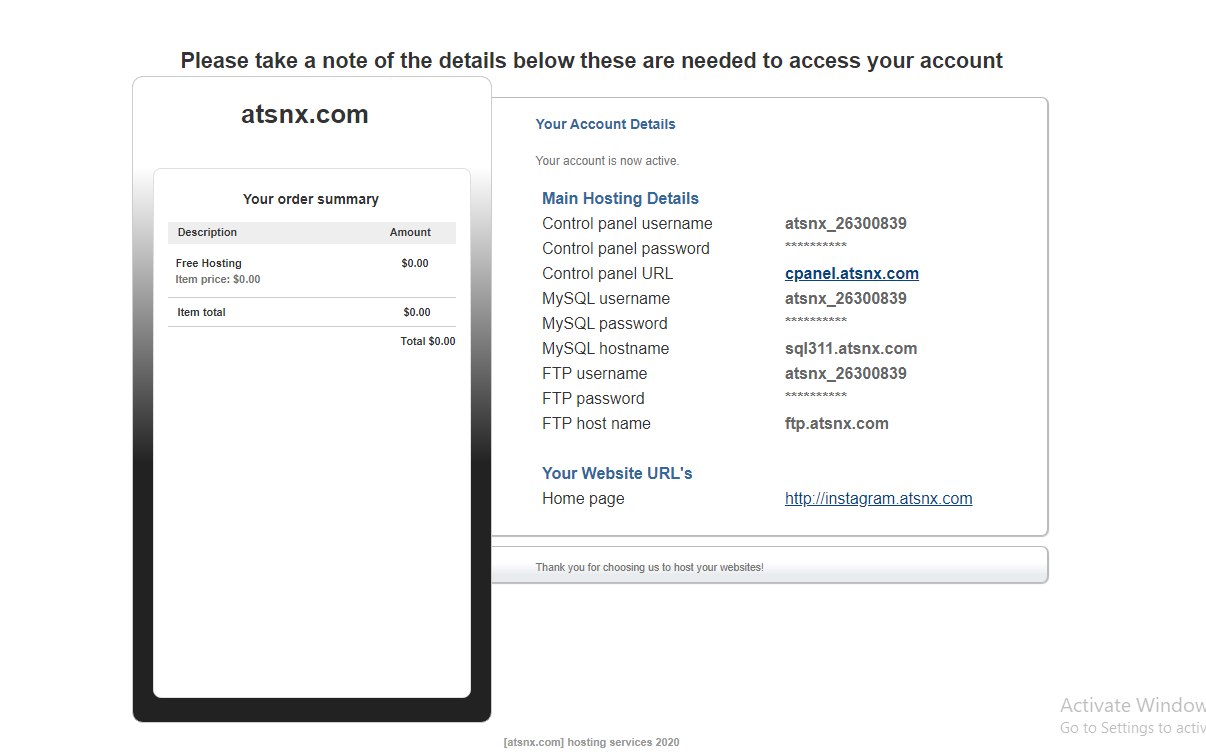 Please take a note of the details below these are needed to access your account
atsnx.com
Your order summary
Description Amount
Free Hosting $0.00
Item price: $0.00
Item total $0.00
Total $0.00
Your Account Details
Your account is now active.
Main Hosting Details
Control panel username atsnx_26300839
Control panel password **********
Control panel URL cpanel.atsnx.com
MySQL username atsnx_26300839
MySQL password **********
MySQL hostname sql311.atsnx.com
FTP username atsnx_26300839
FTP password **********
FTP host name ftp.atsnx.com
Your Website URL's
Home page http://instagram.atsnx.com
Thank you for choosing us to host your websites!
[atsnx.com] hosting services 2020
Activate Window
Go to Settings to activ